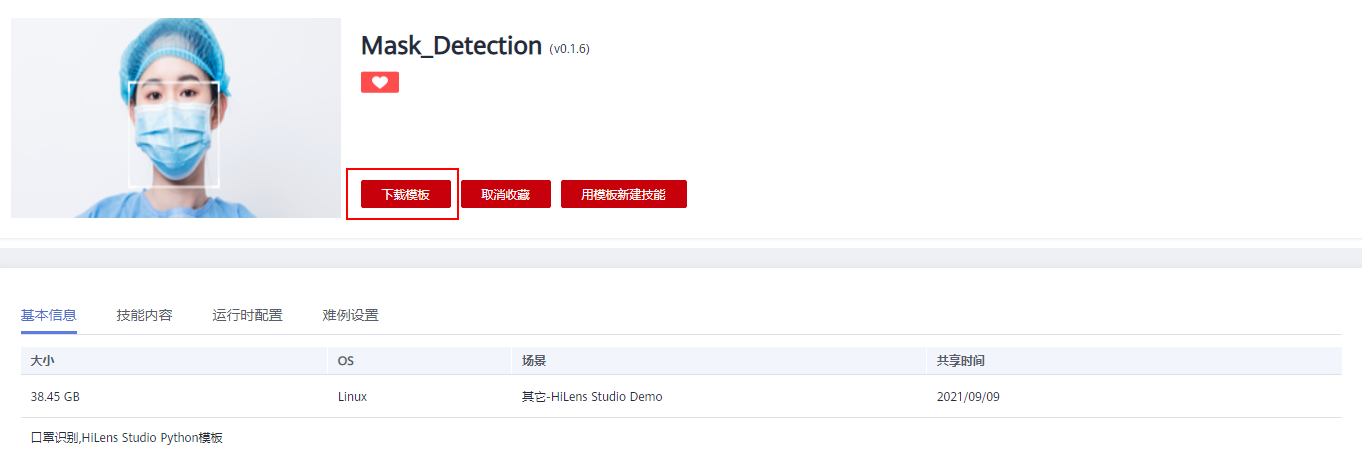 Mask_Detection (v0.1.6)
下载模板 取消收藏 用模板新建技能
基本信息 技能内容 运行时配置 难例设置
大小 OS 场景 共享时间
38.45 GB Linux 其它-HiLens Studio Demo 2021/09/09
口罩识别,HiLens Studio Python模板